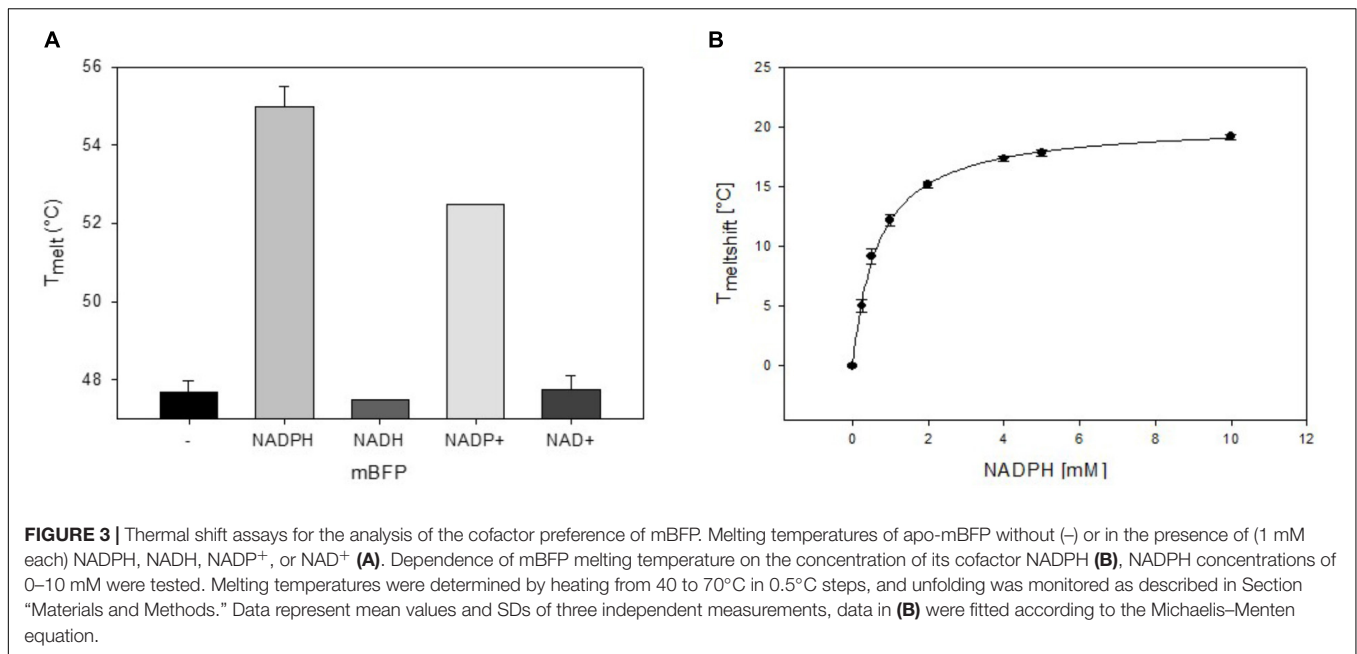 A
56
54
52
50
48
Tmelt (°C)
-
NADPH
NADH
NADP+
NAD+
mBFP
B
25
20
15
10
5
0
Tmeltshift [°C]
0
2
4
6
8
10
12
NADPH [mM]
FIGURE 3 | Thermal shift assays for the analysis of the cofactor preference of mBFP. Melting temperatures of apo-mBFP without (–) or in the presence of (1 mM
each) NADPH, NADH, NADP⁺, or NAD⁺ (A). Dependence of mBFP melting temperature on the concentration of its cofactor NADPH (B), NADPH concentrations of
0–10 mM were tested. Melting temperatures were determined by heating from 40 to 70°C in 0.5°C steps, and unfolding was monitored as described in Section
“Materials and Methods.” Data represent mean values and SDs of three independent measurements, data in (B) were fitted according to the Michaelis–Menten
equation.